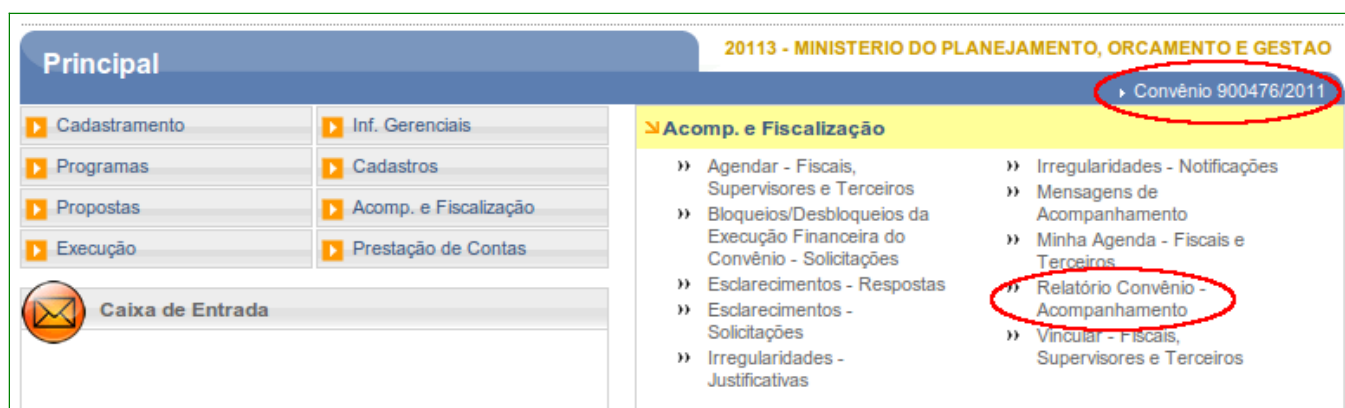 Principal
20113 - MINISTERIO DO PLANEJAMENTO, ORCAMENTO E GESTAO
Convênio 900476/2011
Cadastramento
Inf. Gerenciais
Programas
Cadastros
Propostas
Acomp. e Fiscalização
Execução
Prestação de Contas
Caixa de Entrada
Acomp. e Fiscalização
Agendar - Fiscais,
Supervisores e Terceiros
Bloqueios/Desbloqueios da
Execução Financeira do
Convênio - Solicitações
Esclarecimentos - Respostas
Esclarecimentos -
Solicitações
Irregularidades -
Justificativas
Irregularidades - Notificações
Mensagens de
Acompanhamento
Minha Agenda - Fiscais e
Terceiros
Relatório Convênio -
Acompanhamento
Vincular - Fiscais,
Supervisores e Terceiros